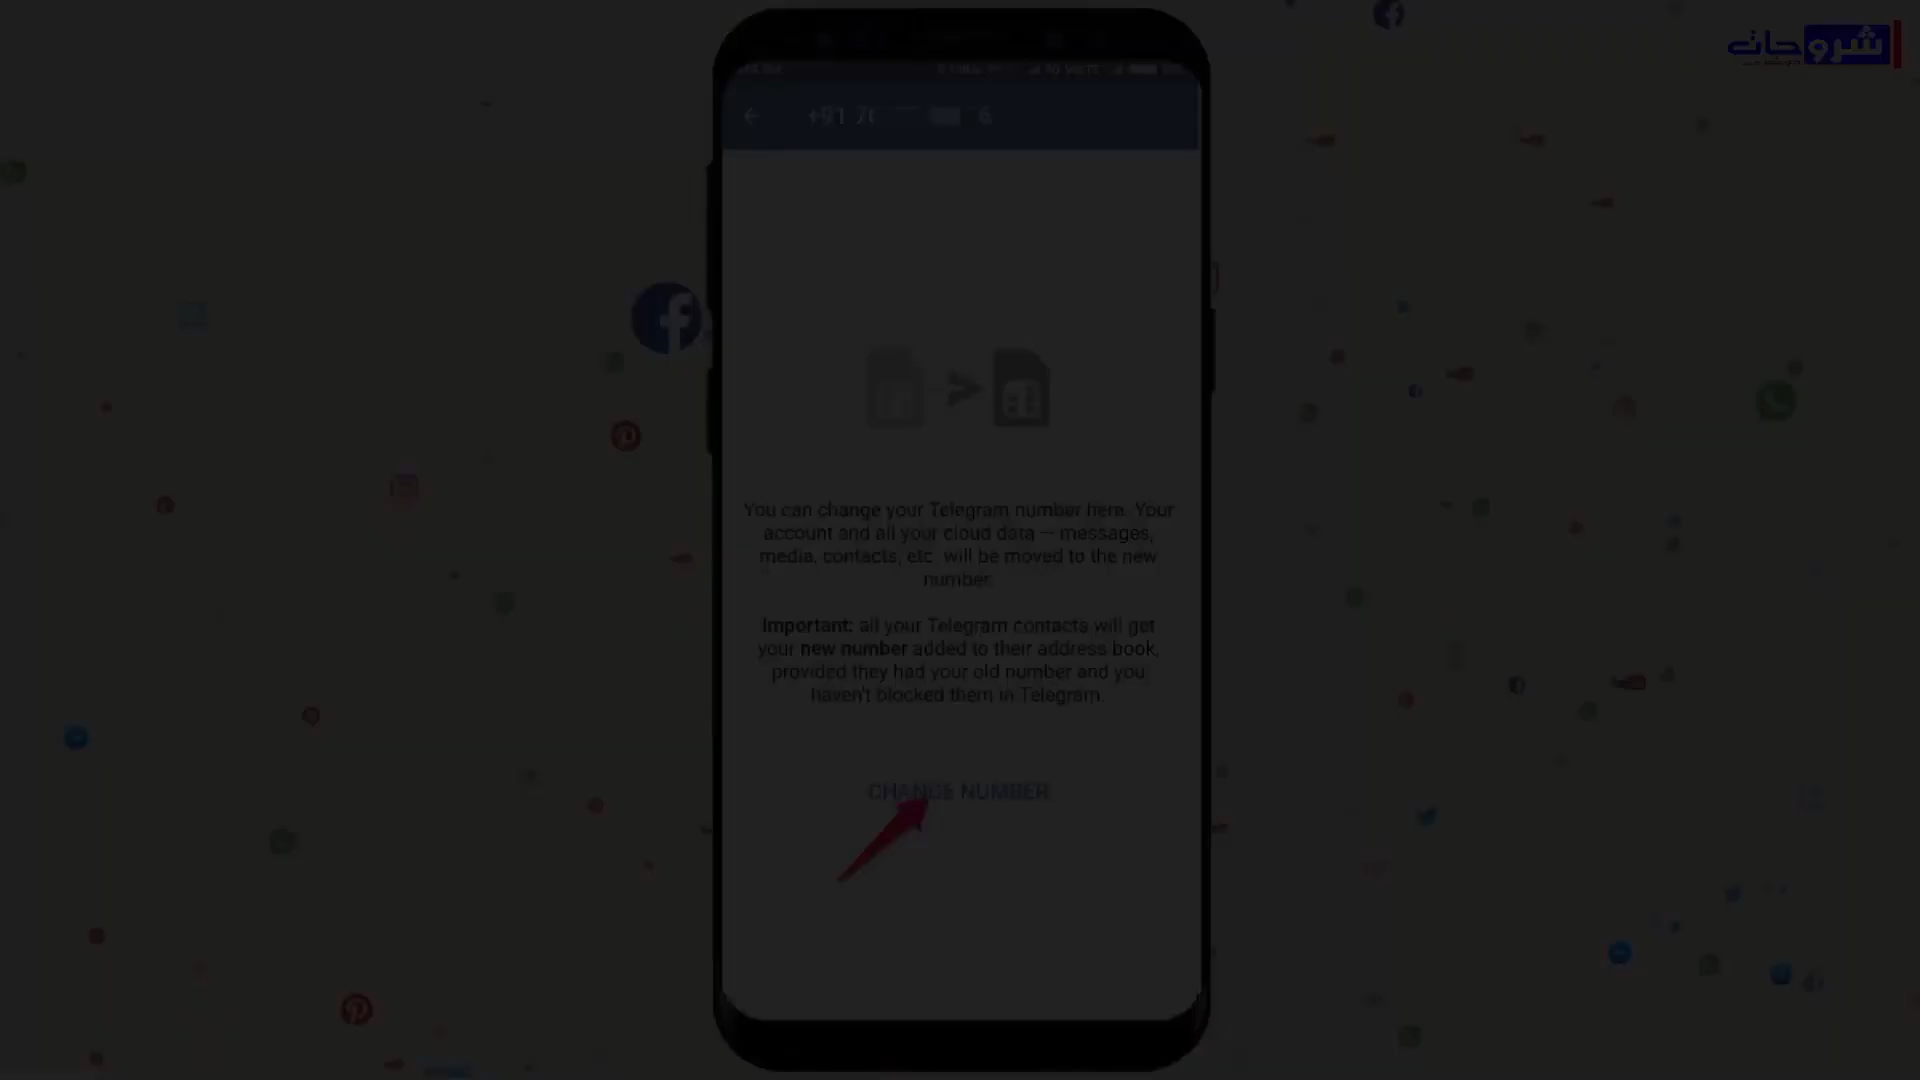 شروحاتي
+91 70 6
You can change your Telegram number here. Your
account and all your cloud data — messages,
media, contacts, etc. will be moved to the new
number.
Important: all your Telegram contacts will get
your new number added to their address book,
provided they had your old number and you
haven't blocked them in Telegram.
CHANGE NUMBER